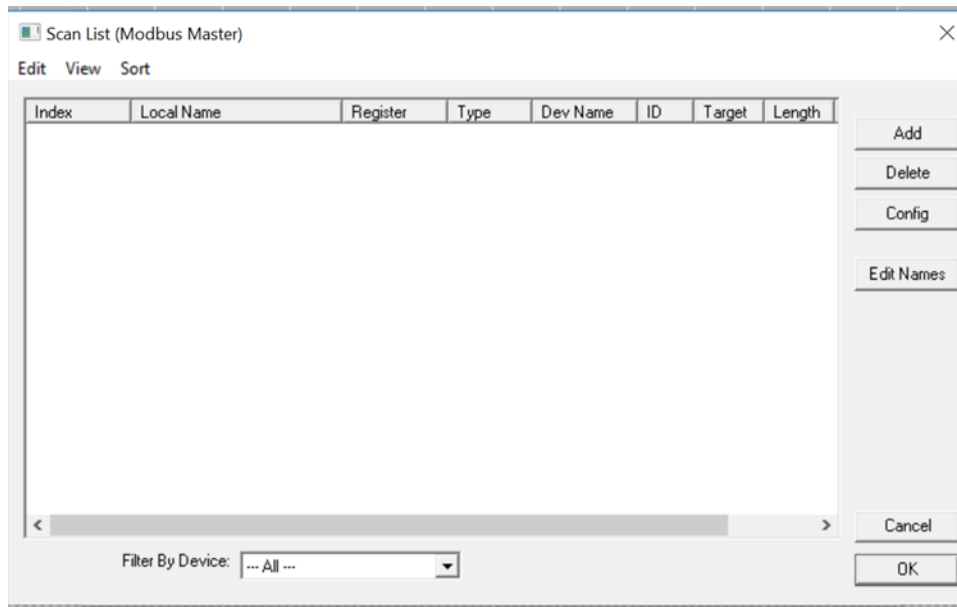 Scan List (Modbus Master)
Edit View Sort
Index Local Name Register Type Dev Name ID Target Length
Add
Delete
Config
Edit Names
Cancel
Filter By Device: --- All ---
OK